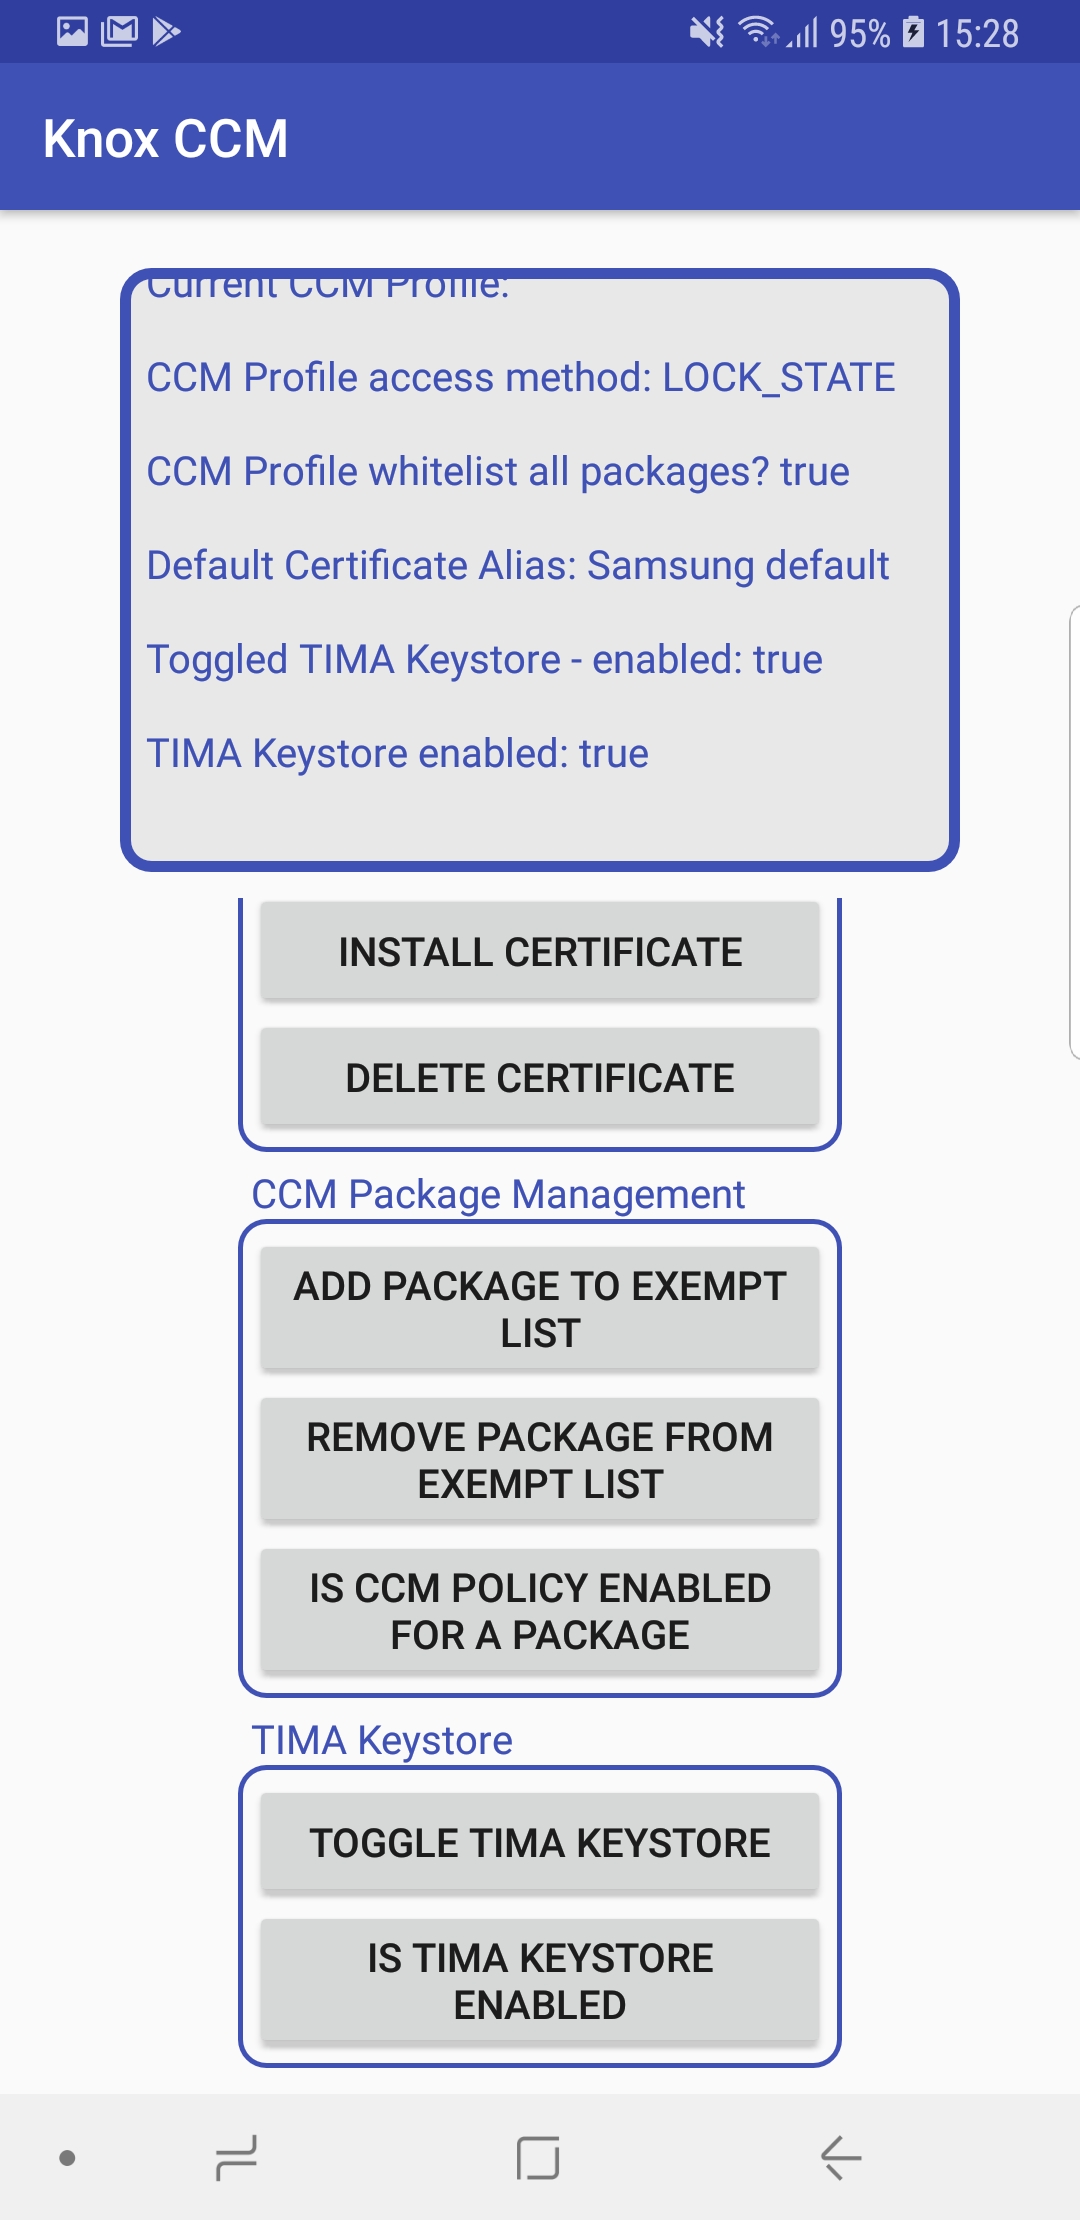 95% 15:28
Knox CCM
Current CCM Profile:
CCM Profile access method: LOCK_STATE
CCM Profile whitelist all packages? true
Default Certificate Alias: Samsung default
Toggled TIMA Keystore - enabled: true
TIMA Keystore enabled: true
INSTALL CERTIFICATE
DELETE CERTIFICATE
CCM Package Management
ADD PACKAGE TO EXEMPT
LIST
REMOVE PACKAGE FROM
EXEMPT LIST
IS CCM POLICY ENABLED
FOR A PACKAGE
TIMA Keystore
TOGGLE TIMA KEYSTORE
IS TIMA KEYSTORE
ENABLED